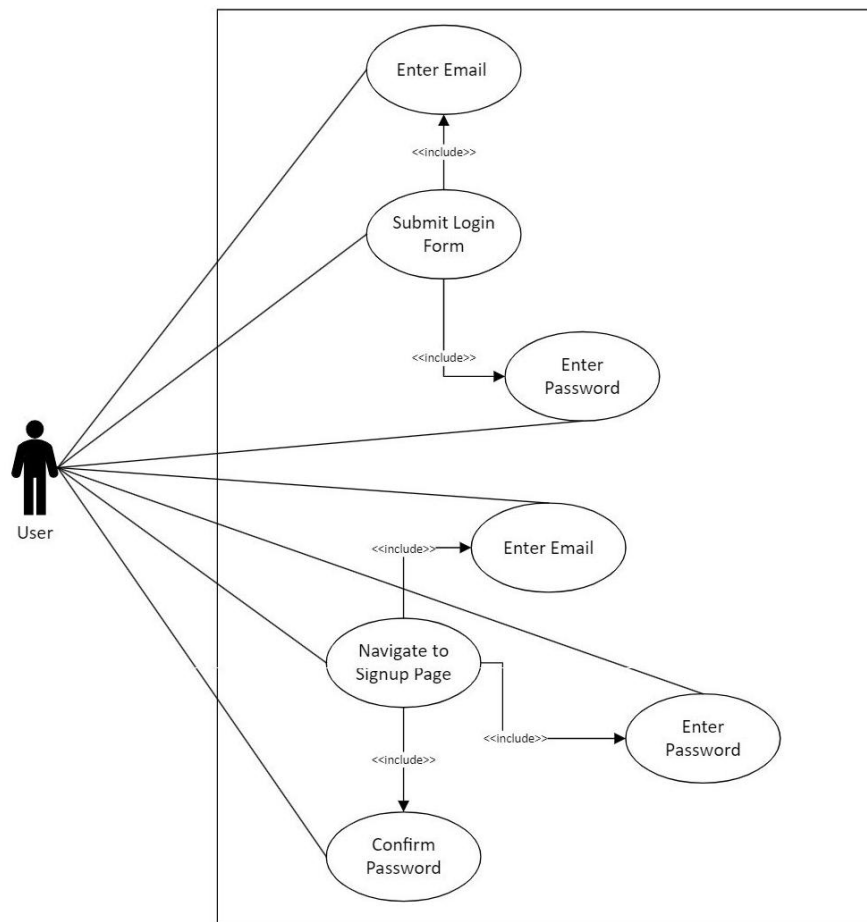 Enter Email
<<include>>
Submit Login
Form
<<include>>
Enter
Password
User
<<include>>
Enter Email
Navigate to
Signup Page
<<include>>
Enter
Password
<<include>>
Confirm
Password